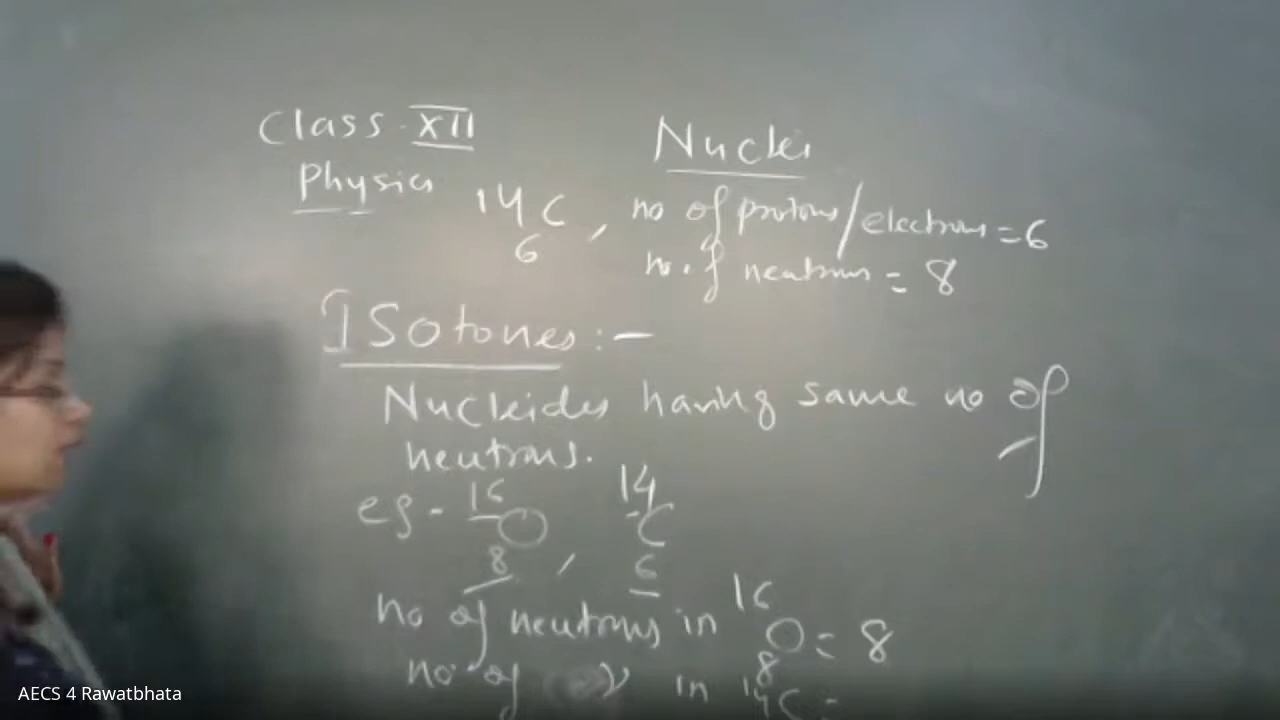 Class - XII
Physics
Nuclei
14 C , no of protons/electrons = 6
6 no. of neutrons = 8
Isotones :-
Nucleides having same no of
neutrons.
eg - 16 O 14 C
8 , 6
no of neutrons in 16 O = 8
8
no. of in 14 C =
AECS 4 Rawatbhata